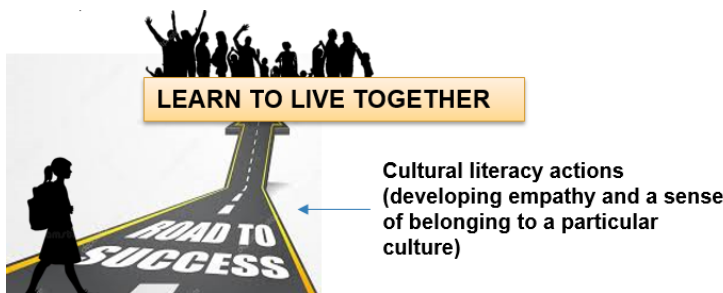 LEARN TO LIVE TOGETHER
Cultural literacy actions
(developing empathy and a sense
of belonging to a particular
culture)
ROAD TO
SUCCESS